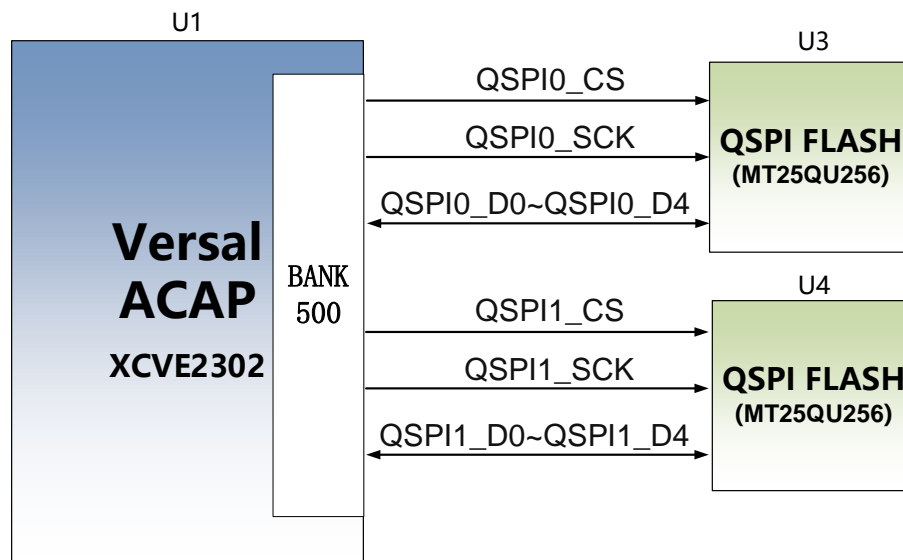 U1
Versal
ACAP
XCVE2302
BANK
500
QSPI0_CS
QSPI0_SCK
QSPI0_D0~QSPI0_D4
QSPI1_CS
QSPI1_SCK
QSPI1_D0~QSPI1_D4
U3
QSPI FLASH
(MT25QU256)
U4
QSPI FLASH
(MT25QU256)